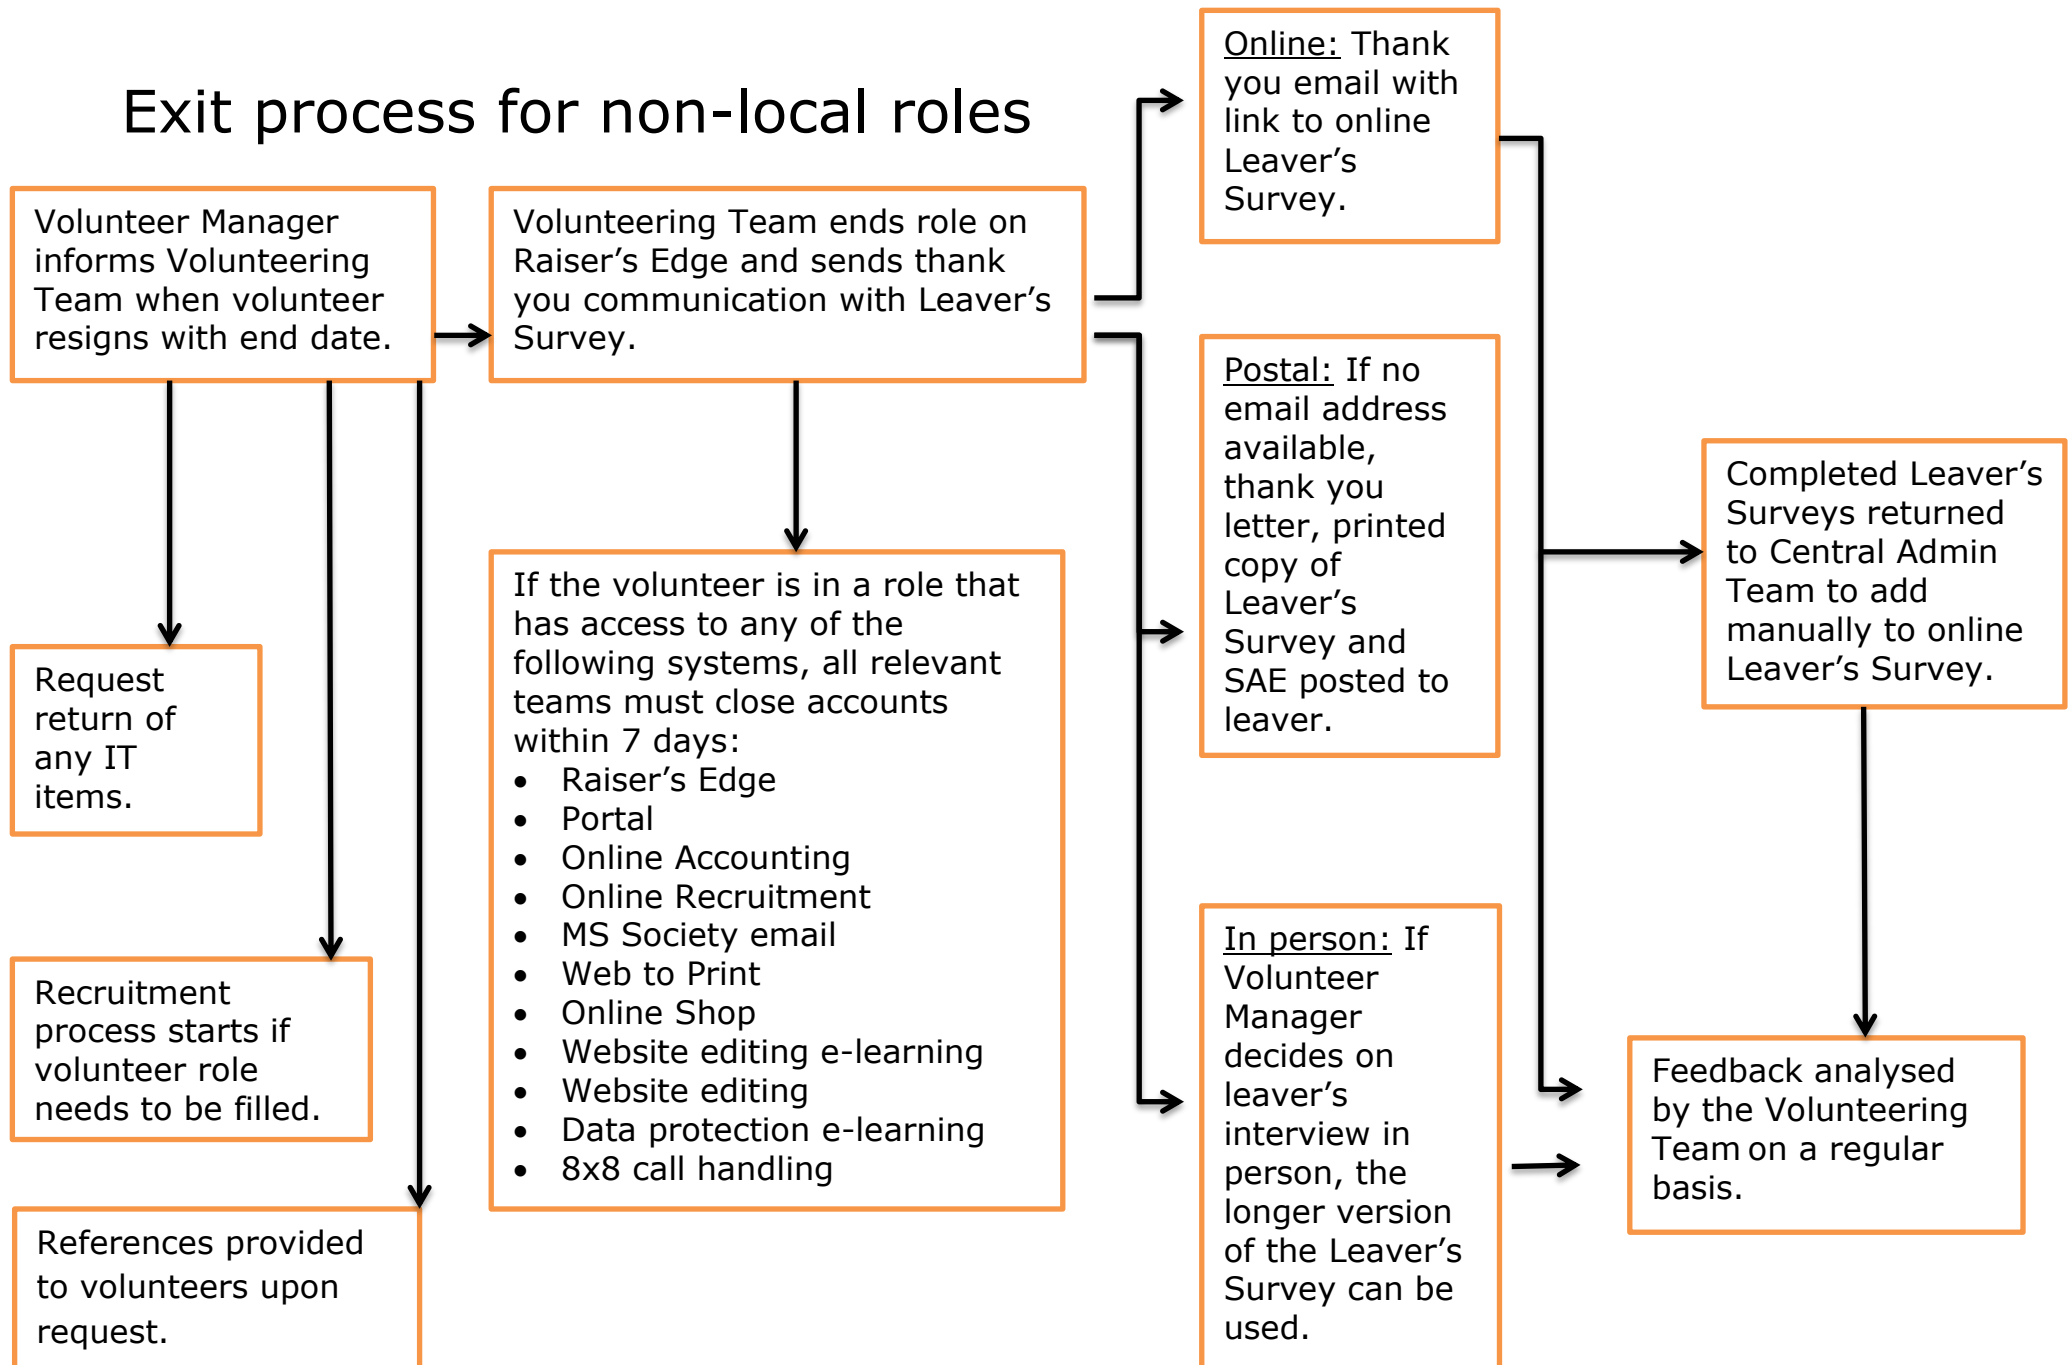 Exit process for non-local roles
Volunteer Manager
informs Volunteering
Team when volunteer
resigns with end date.
Request
return of
any IT
items.
Recruitment
process starts if
volunteer role
needs to be filled.
References provided
to volunteers upon
request.
Volunteering Team ends role on
Raiser’s Edge and sends thank
you communication with Leaver’s
Survey.
If the volunteer is in a role that
has access to any of the
following systems, all relevant
teams must close accounts
within 7 days:
• Raiser’s Edge
• Portal
• Online Accounting
• Online Recruitment
• MS Society email
• Web to Print
• Online Shop
• Website editing e-learning
• Website editing
• Data protection e-learning
• 8x8 call handling
Online: Thank
you email with
link to online
Leaver’s
Survey.
Postal: If no
email address
available,
thank you
letter, printed
copy of
Leaver’s
Survey and
SAE posted to
leaver.
In person: If
Volunteer
Manager
decides on
leaver’s
interview in
person, the
longer version
of the Leaver’s
Survey can be
used.
Completed Leaver’s
Surveys returned
to Central Admin
Team to add
manually to online
Leaver’s Survey.
Feedback analysed
by the Volunteering
Team on a regular
basis.